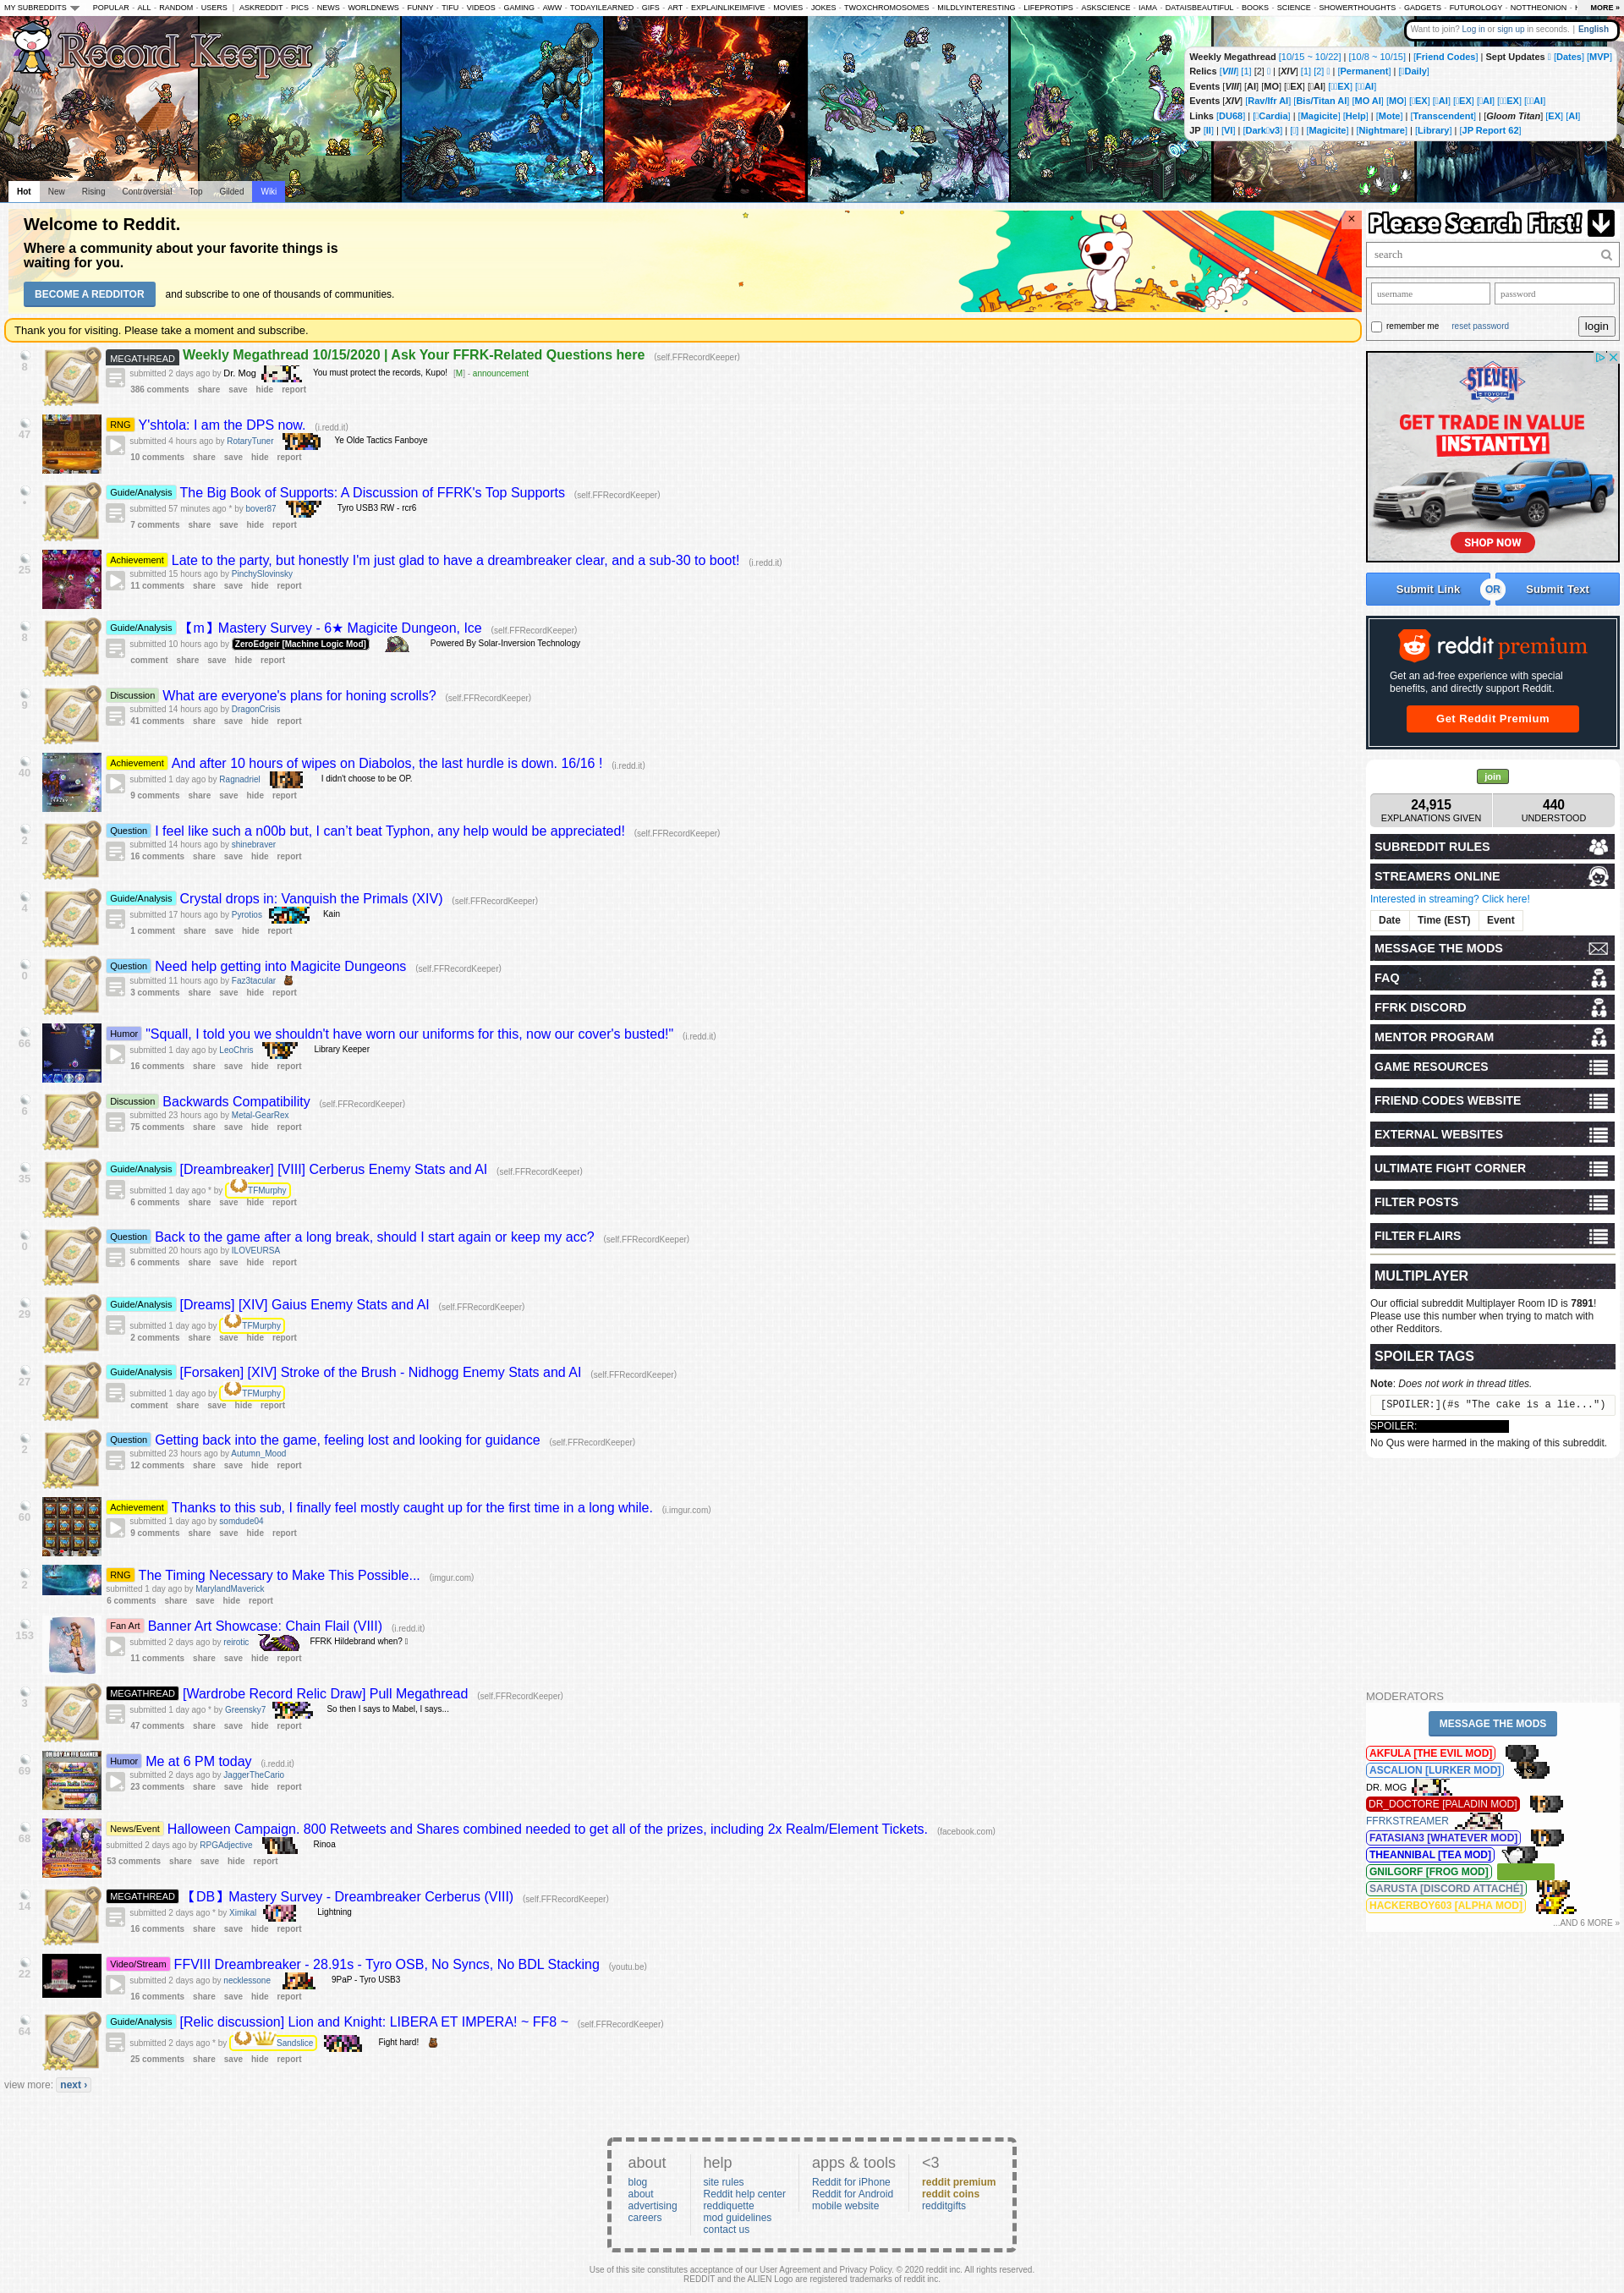 MY SUBREDDITS POPULAR - ALL - RANDOM - USERS | ASKREDDIT - PICS - NEWS - WORLDNEWS - FUNNY - TIFU - VIDEOS - GAMING - AWW - TODAYILEARNED - GIFS - ART - EXPLAINLIKEIMFIVE - MOVIES - JOKES - TWOXCHROMOSOMES - MILDLYINTERESTING - LIFEPROTIPS - ASKSCIENCE - IAMA - DATAISBEAUTIFUL - BOOKS - SCIENCE - SHOWERTHOUGHTS - GADGETS - FUTUROLOGY - NOTTHEONION MORE »
Record Keeper
Want to join? Log in or sign up in seconds. | English
Weekly Megathread [10/15 ~ 10/22] | [10/8 ~ 10/15] | [Friend Codes] | Sept Updates [Dates] [MVP]
Relics [VIII] [1] [2] | [XIV] [1] [2] | [Permanent] | [Daily]
Events [VIII] [AI] [MO] [EX] [AI] [EX] [AI]
Events [XIV] [Rav/Ifr AI] [Bis/Titan AI] [MO AI] [MO] [EX] [AI] [EX] [AI] [EX] [AI]
Links [DU68] | [Cardia] | [Magicite] [Help] | [Mote] | [Transcendent] | [Gloom Titan] [EX] [AI]
JP [II] | [VI] | [Dark v3] | [] | [Magicite] | [Nightmare] | [Library] | [JP Report 62]
Hot New Rising Controversial Top Gilded Wiki
Welcome to Reddit.
Where a community about your favorite things is
waiting for you.
BECOME A REDDITOR and subscribe to one of thousands of communities.
Thank you for visiting. Please take a moment and subscribe.
8
MEGATHREAD Weekly Megathread 10/15/2020 | Ask Your FFRK-Related Questions here (self.FFRecordKeeper)
submitted 2 days ago by Dr. Mog You must protect the records, Kupo! [M] - announcement
386 comments share save hide report
47
RNG Y'shtola: I am the DPS now. (i.redd.it)
submitted 4 hours ago by RotaryTuner Ye Olde Tactics Fanboye
10 comments share save hide report
•
Guide/Analysis The Big Book of Supports: A Discussion of FFRK's Top Supports (self.FFRecordKeeper)
submitted 57 minutes ago * by bover87 Tyro USB3 RW - rcr6
7 comments share save hide report
25
Achievement Late to the party, but honestly I'm just glad to have a dreambreaker clear, and a sub-30 to boot! (i.redd.it)
submitted 15 hours ago by PinchySlovinsky
11 comments share save hide report
8
Guide/Analysis 【m】Mastery Survey - 6★ Magicite Dungeon, Ice (self.FFRecordKeeper)
submitted 10 hours ago by ZeroEdgeir [Machine Logic Mod] Powered By Solar-Inversion Technology
comment share save hide report
9
Discussion What are everyone's plans for honing scrolls? (self.FFRecordKeeper)
submitted 14 hours ago by DragonCrisis
41 comments share save hide report
40
Achievement And after 10 hours of wipes on Diabolos, the last hurdle is down. 16/16 ! (i.redd.it)
submitted 1 day ago by Ragnadriel I didn't choose to be OP.
9 comments share save hide report
2
Question I feel like such a n00b but, I can't beat Typhon, any help would be appreciated! (self.FFRecordKeeper)
submitted 14 hours ago by shinebraver
16 comments share save hide report
4
Guide/Analysis Crystal drops in: Vanquish the Primals (XIV) (self.FFRecordKeeper)
submitted 17 hours ago by Pyrotios Kain
1 comment share save hide report
0
Question Need help getting into Magicite Dungeons (self.FFRecordKeeper)
submitted 11 hours ago by Faz3tacular
3 comments share save hide report
66
Humor "Squall, I told you we shouldn't have worn our uniforms for this, now our cover's busted!" (i.redd.it)
submitted 1 day ago by LeoChris Library Keeper
16 comments share save hide report
6
Discussion Backwards Compatibility (self.FFRecordKeeper)
submitted 23 hours ago by Metal-GearRex
75 comments share save hide report
35
Guide/Analysis [Dreambreaker] [VIII] Cerberus Enemy Stats and AI (self.FFRecordKeeper)
submitted 1 day ago * by TFMurphy
6 comments share save hide report
0
Question Back to the game after a long break, should I start again or keep my acc? (self.FFRecordKeeper)
submitted 20 hours ago by ILOVEURSA
6 comments share save hide report
29
Guide/Analysis [Dreams] [XIV] Gaius Enemy Stats and AI (self.FFRecordKeeper)
submitted 1 day ago by TFMurphy
2 comments share save hide report
27
Guide/Analysis [Forsaken] [XIV] Stroke of the Brush - Nidhogg Enemy Stats and AI (self.FFRecordKeeper)
submitted 1 day ago by TFMurphy
comment share save hide report
2
Question Getting back into the game, feeling lost and looking for guidance (self.FFRecordKeeper)
submitted 23 hours ago by Autumn_Mood
12 comments share save hide report
60
Achievement Thanks to this sub, I finally feel mostly caught up for the first time in a long while. (i.imgur.com)
submitted 1 day ago by somdude04
9 comments share save hide report
2
RNG The Timing Necessary to Make This Possible... (imgur.com)
submitted 1 day ago by MarylandMaverick
6 comments share save hide report
153
Fan Art Banner Art Showcase: Chain Flail (VIII) (i.redd.it)
submitted 2 days ago by reirotic FFRK Hildebrand when?
11 comments share save hide report
3
MEGATHREAD [Wardrobe Record Relic Draw] Pull Megathread (self.FFRecordKeeper)
submitted 1 day ago * by Greensky7 So then I says to Mabel, I says...
47 comments share save hide report
69
Humor Me at 6 PM today (i.redd.it)
submitted 2 days ago by JaggerTheCario
23 comments share save hide report
68
News/Event Halloween Campaign. 800 Retweets and Shares combined needed to get all of the prizes, including 2x Realm/Element Tickets. (facebook.com)
submitted 2 days ago by RPGAdjective Rinoa
53 comments share save hide report
14
MEGATHREAD 【DB】Mastery Survey - Dreambreaker Cerberus (VIII) (self.FFRecordKeeper)
submitted 2 days ago * by Ximikal Lightning
16 comments share save hide report
22
Video/Stream FFVIII Dreambreaker - 28.91s - Tyro OSB, No Syncs, No BDL Stacking (youtu.be)
submitted 2 days ago by necklessone 9PaP - Tyro USB3
16 comments share save hide report
64
Guide/Analysis [Relic discussion] Lion and Knight: LIBERA ET IMPERA! ~ FF8 ~ (self.FFRecordKeeper)
submitted 2 days ago * by Sandslice Fight hard!
25 comments share save hide report
view more: next ›
Please Search First!
search
username password
remember me reset password login
STEVEN
TOYOTA
GET TRADE IN VALUE
INSTANTLY!
SHOP NOW
Submit Link OR Submit Text
reddit premium
Get an ad-free experience with special
benefits, and directly support Reddit.
Get Reddit Premium
join
24,915 440
EXPLANATIONS GIVEN UNDERSTOOD
SUBREDDIT RULES
STREAMERS ONLINE
Interested in streaming? Click here!
Date Time (EST) Event
MESSAGE THE MODS
FAQ
FFRK DISCORD
MENTOR PROGRAM
GAME RESOURCES
FRIEND CODES WEBSITE
EXTERNAL WEBSITES
ULTIMATE FIGHT CORNER
FILTER POSTS
FILTER FLAIRS
MULTIPLAYER
Our official subreddit Multiplayer Room ID is 7891!
Please use this number when trying to match with
other Redditors.
SPOILER TAGS
Note: Does not work in thread titles.
[SPOILER:](#s "The cake is a lie...")
SPOILER:
No Qus were harmed in the making of this subreddit.
MODERATORS
MESSAGE THE MODS
AKFULA [THE EVIL MOD]
ASCALION [LURKER MOD]
DR. MOG
DR_DOCTORE [PALADIN MOD]
FFRKSTREAMER
FATASIAN3 [WHATEVER MOD]
THEANNIBAL [TEA MOD]
GNILGORF [FROG MOD]
SARUSTA [DISCORD ATTACHÉ]
HACKERBOY603 [ALPHA MOD]
...AND 6 MORE »
about help apps & tools <3
blog site rules Reddit for iPhone reddit premium
about Reddit help center Reddit for Android reddit coins
advertising reddiquette mobile website redditgifts
careers mod guidelines
contact us
Use of this site constitutes acceptance of our User Agreement and Privacy Policy. © 2020 reddit inc. All rights reserved.
REDDIT and the ALIEN Logo are registered trademarks of reddit inc.